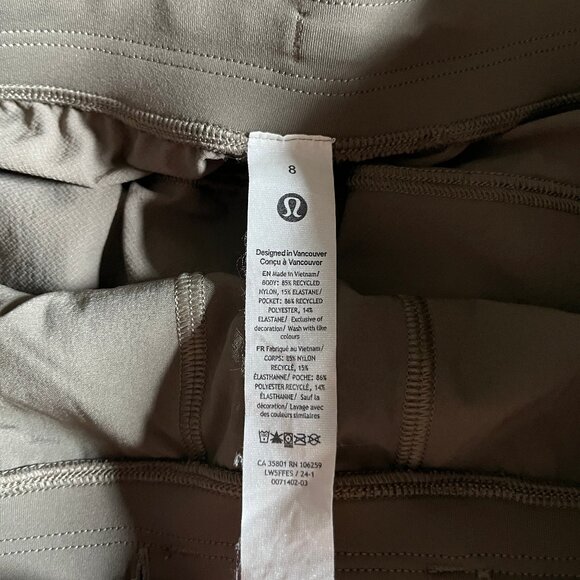 8
Designed in Vancouver
Conçu à Vancouver
EN Made in Vietnam/
BODY: 85% RECYCLED
NYLON, 15% ELASTANE/
POCKET: 86% RECYCLED
POLYESTER, 14%
ELASTANE/ Exclusive of
decoration/ Wash with like
colours
FR Fabriqué au Vietnam/
CORPS: 85% NYLON
RECYCLÉ, 15%
ÉLASTHANNE/ POCHE: 86%
POLYESTER RECYCLÉ, 14%
ÉLASTHANNE/ Sauf la
décoration/ Lavage avec
des couleurs similaires
CA 35801 RN 106259
LW5FFES / 24-1
0071402-03